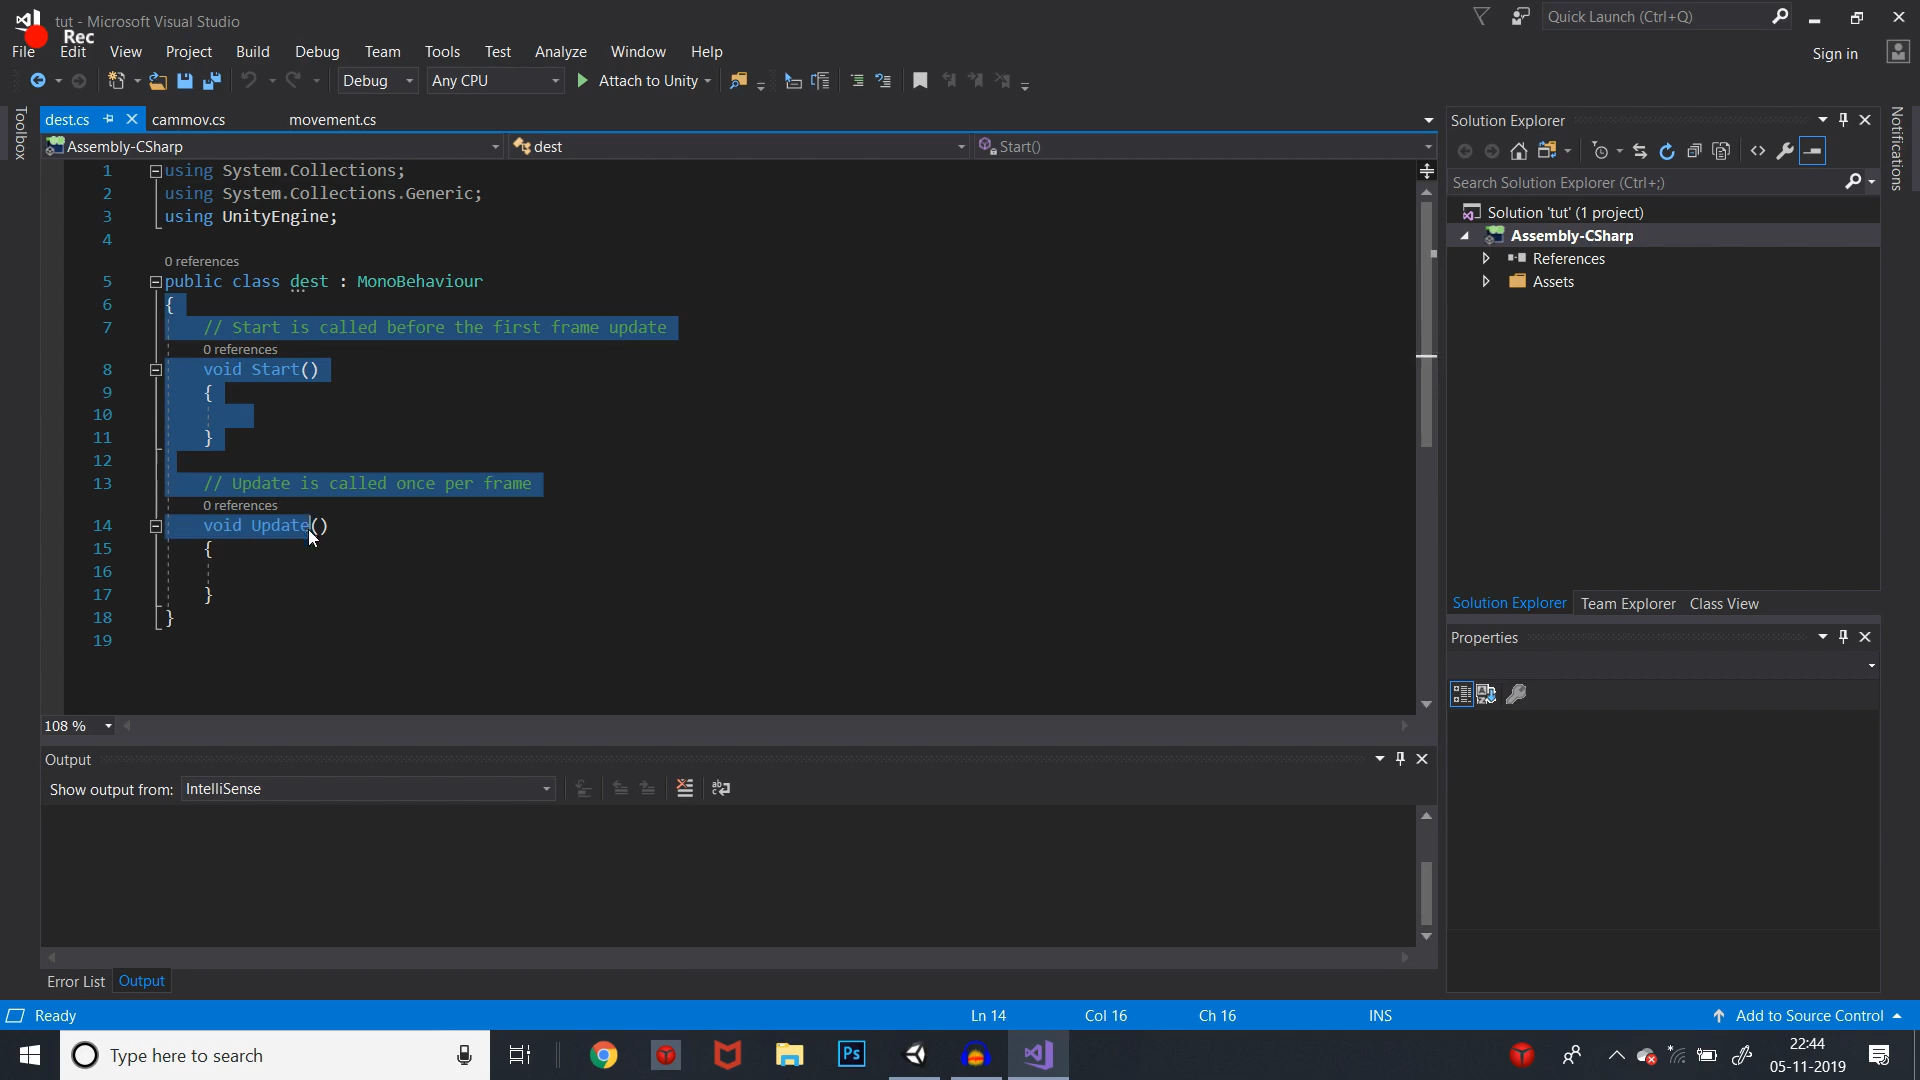 tut - Microsoft Visual Studio
Rec
Quick Launch (Ctrl+Q)
File Edit View Project Build Debug Team Tools Test Analyze Window Help
Sign in
Debug Any CPU Attach to Unity
Toolbox
dest.cs cammov.cs movement.cs
Assembly-CSharp dest Start()
1 using System.Collections;
2 using System.Collections.Generic;
3 using UnityEngine;
4
0 references
5 public class dest : MonoBehaviour
6 {
7 // Start is called before the first frame update
0 references
8 void Start()
9 {
10
11 }
12
13 // Update is called once per frame
0 references
14 void Update()
15 {
16
17 }
18 }
19
108 %
Output
Show output from: IntelliSense
Error List Output
Solution Explorer
Search Solution Explorer (Ctrl+;)
Solution 'tut' (1 project)
Assembly-CSharp
References
Assets
Solution Explorer Team Explorer Class View
Properties
Notifications
Ready Ln 14 Col 16 Ch 16 INS Add to Source Control
Type here to search
Ps
22:44
05-11-2019